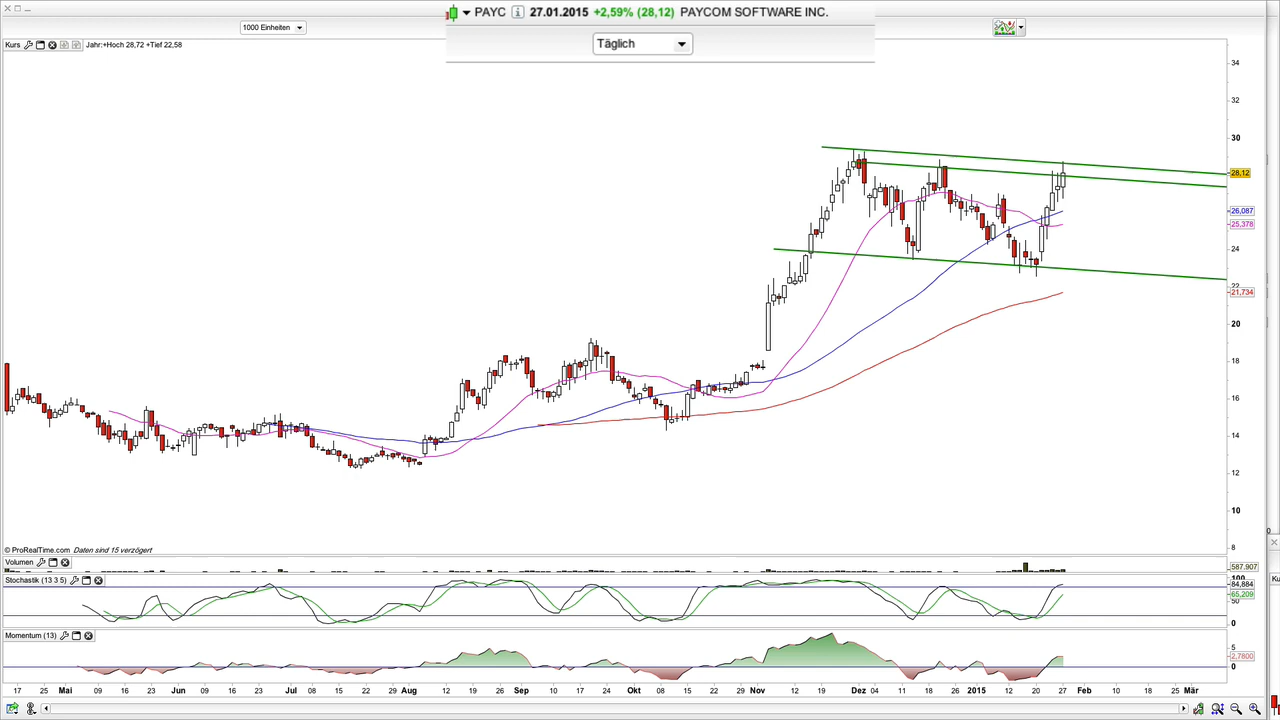 PAYC 27.01.2015 +2,59% (28,12) PAYCOM SOFTWARE INC.
1000 Einheiten
Täglich
Kurs Jahr:+Hoch 28,72 +Tief 22,58
34
32
30
28,12
26,087
25,378
24
22
21,734
20
18
16
14
12
10
8
© ProRealTime.com Daten sind 15 verzögert
Volumen
587.907
Stochastik (13 3 5)
100
84,884
65,209
50
0
Momentum (13)
5
2,7800
0
17 25 Mai 09 16 23 Jun 09 16 23 Jul 08 15 22 29 Aug 12 19 26 Sep 10 17 24 Okt 08 15 22 29 Nov 07 12 19 Dez 04 11 18 26 2015 12 20 27 Feb 10 18 25 Mär
0
Ku